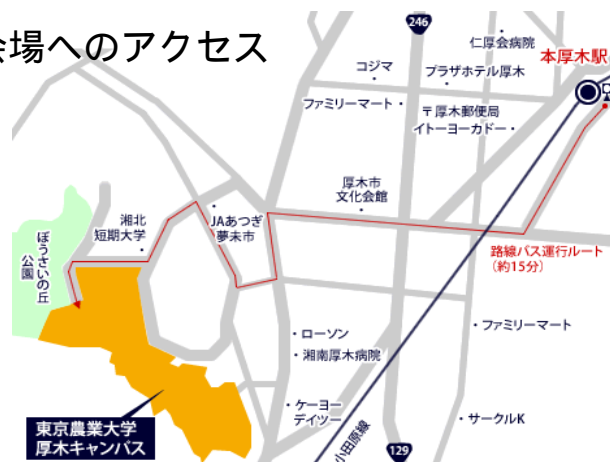 会場へのアクセス
246
仁厚会病院
本厚木駅
コジマ
プラザホテル厚木
ファミリーマート
〒厚木郵便局
イトーヨーカドー
厚木市
文化会館
JAあつぎ
夢未市
湘北
短期大学
ぼうさいの丘
公園
路線バス運行ルート
(約15分)
ローソン
湘南厚木病院
ファミリーマート
ケーヨー
デイツー
サークルK
小田原線
129
東京農業大学
厚木キャンパス